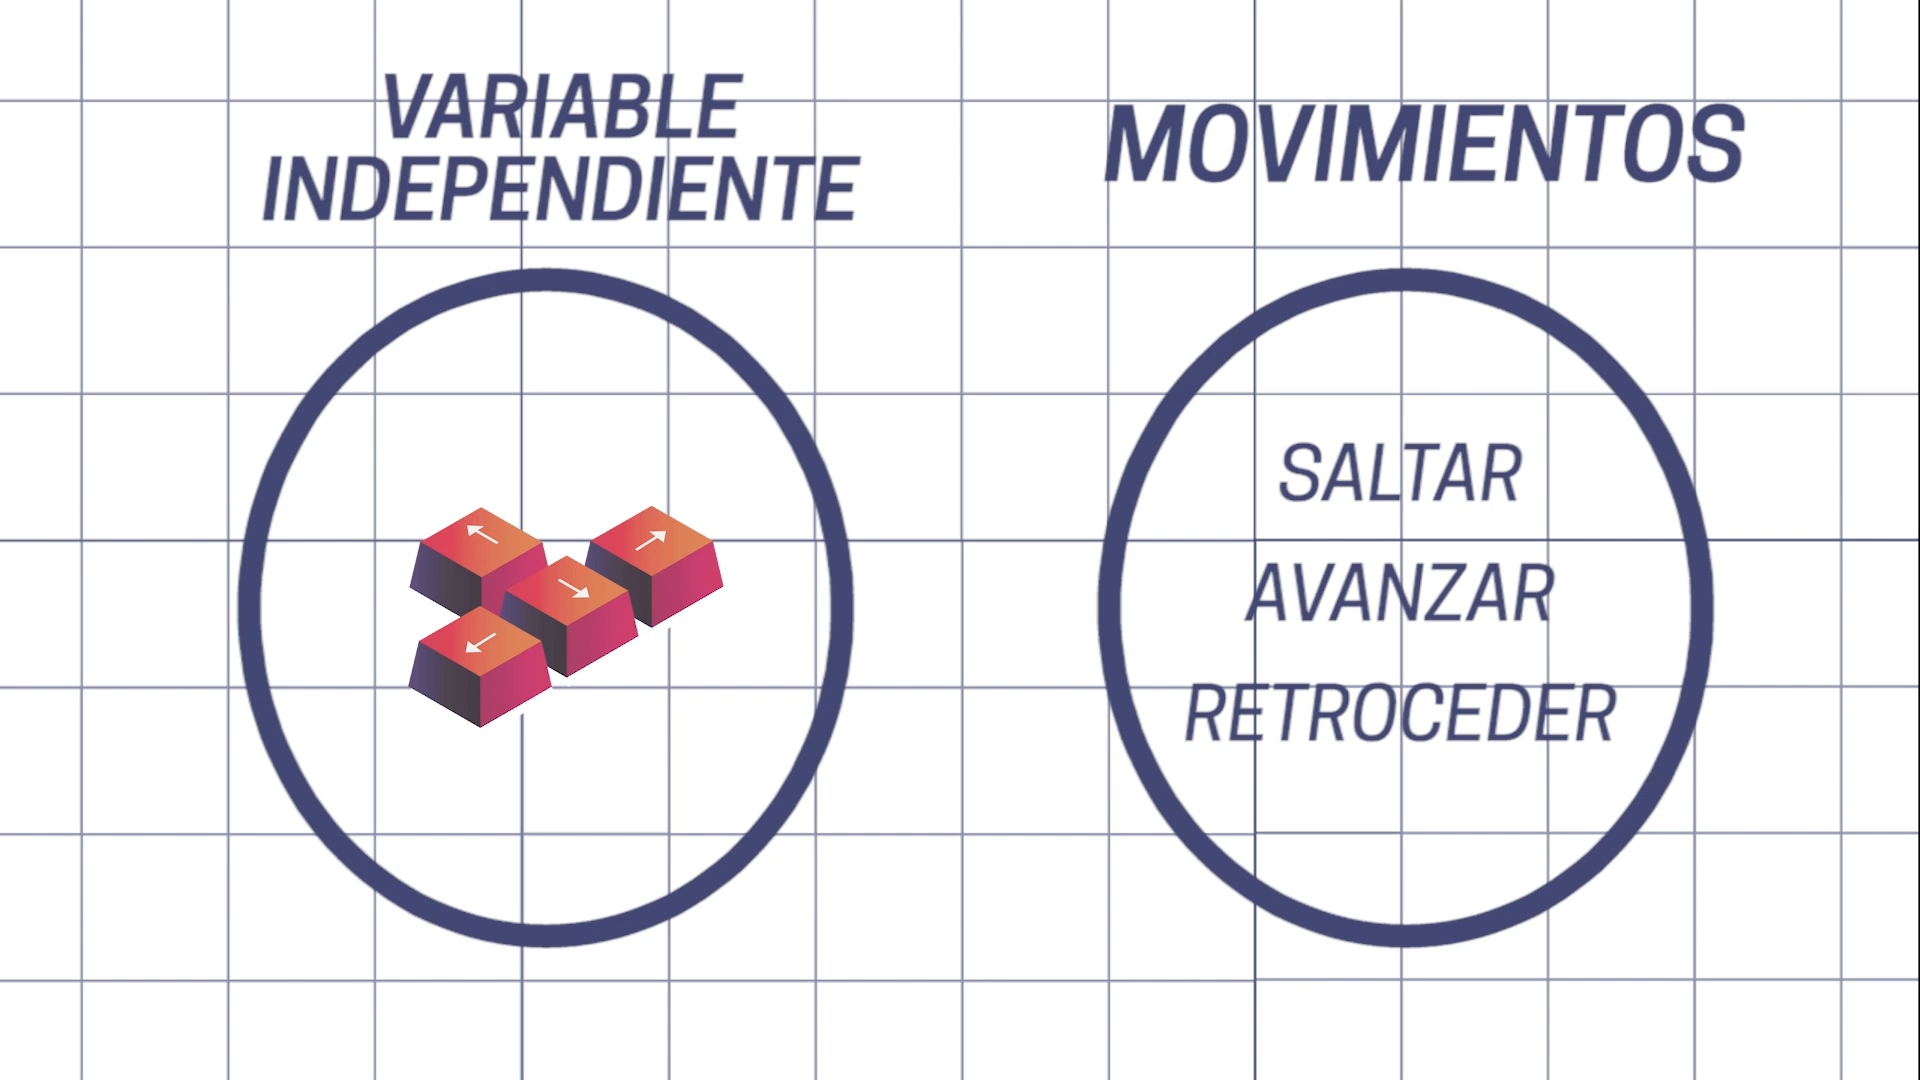 VARIABLE
INDEPENDIENTE
MOVIMIENTOS
SALTAR
AVANZAR
RETROCEDER